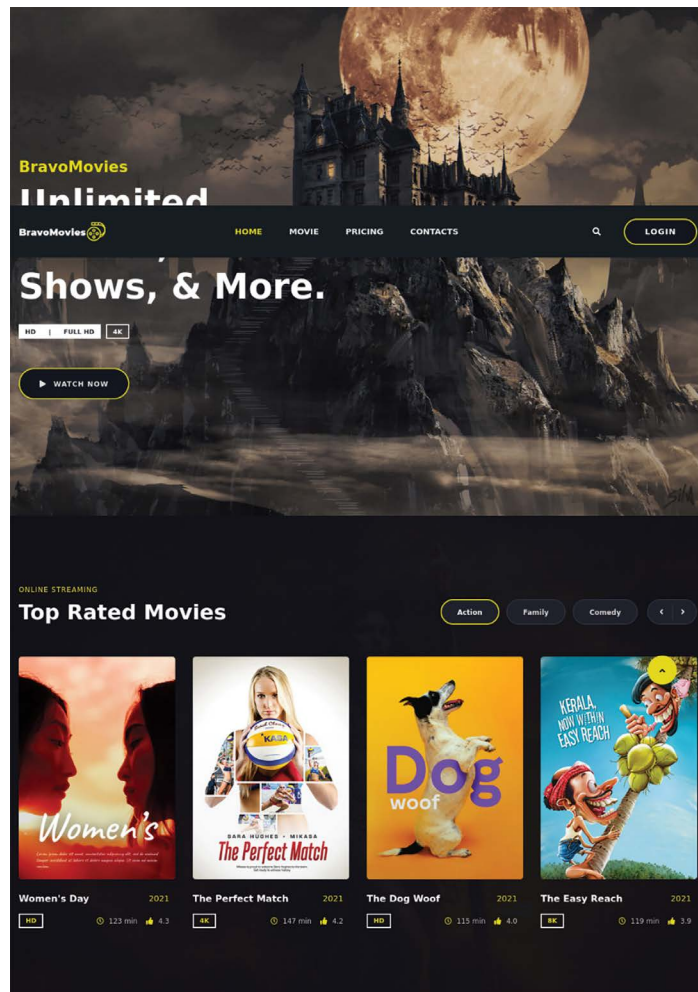 BravoMovies
Unlimited
BravoMovies
HOME MOVIE PRICING CONTACTS
LOGIN
Shows, & More.
HD | FULL HD 4K
WATCH NOW
ONLINE STREAMING
Top Rated Movies
Action Family Comedy
Women's
KASA
SARA HUGHES - MIKASA
The Perfect Match
Dog
woof
KERALA,
NOW WITHIN
EASY REACH
Women's Day 2021
HD 123 min 4.3
The Perfect Match 2021
4K 147 min 4.2
The Dog Woof 2021
HD 115 min 4.0
The Easy Reach 2021
8K 119 min 3.9